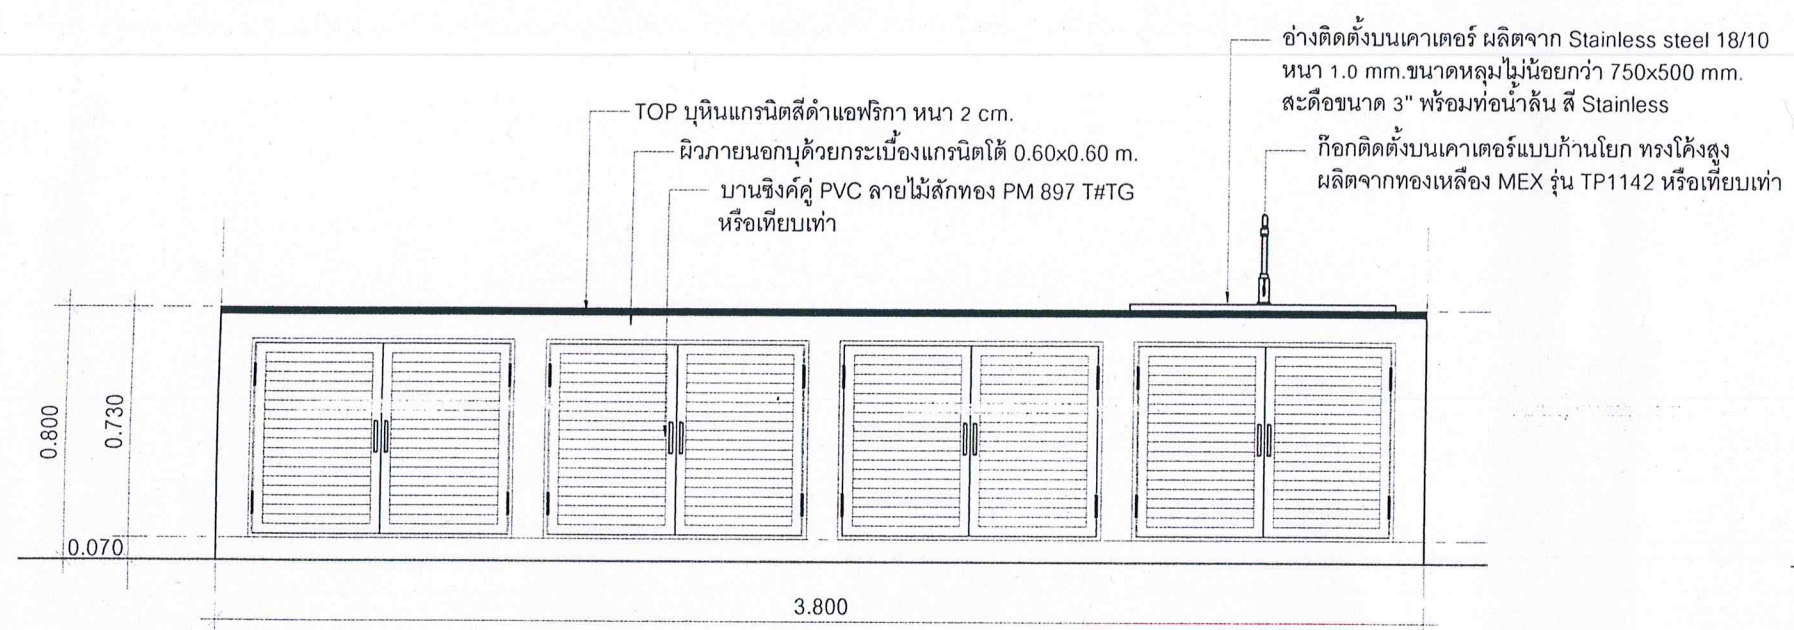 อ่างติดตั้งบนเคาเตอร์ ผลิตจาก Stainless steel 18/10
หนา 1.0 mm.ขนาดหลุมไม่น้อยกว่า 750x500 mm.
สะดือขนาด 3" พร้อมท่อน้ำล้น สี Stainless
TOP บุหินแกรนิตสีดำแอฟริกา หนา 2 cm.
ผิวภายนอกบุด้วยกระเบื้องแกรนิตโต้ 0.60x0.60 m.
บานซิงค์คู่ PVC ลายไม้สักทอง PM 897 T#TG
หรือเทียบเท่า
ก๊อกติดตั้งบนเคาเตอร์แบบก้านโยก ทรงโค้งสูง
ผลิตจากทองเหลือง MEX รุ่น TP1142 หรือเทียบเท่า
0.800
0.730
0.070
3.800